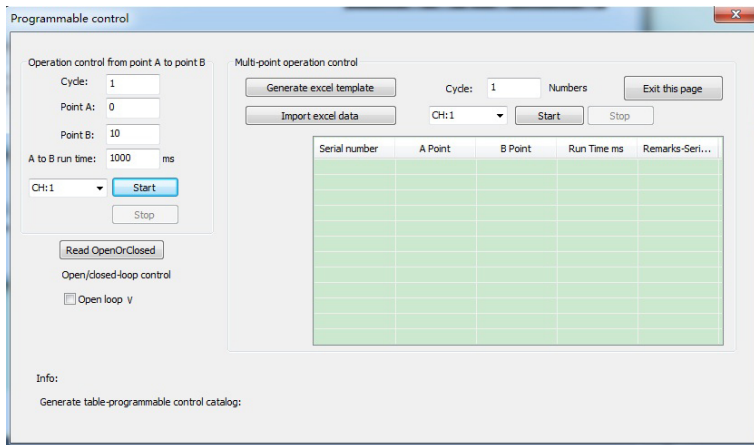 Programmable control
Operation control from point A to point B
Cycle: 1
Point A: 0
Point B: 10
A to B run time: 1000 ms
CH:1 Start
Stop
Read OpenOrClosed
Open/closed-loop control
Open loop V
Multi-point operation control
Generate excel template Cycle: 1 Numbers Exit this page
Import excel data CH:1 Start Stop
Serial number A Point B Point Run Time ms Remarks-Seri...
Info:
Generate table-programmable control catalog: